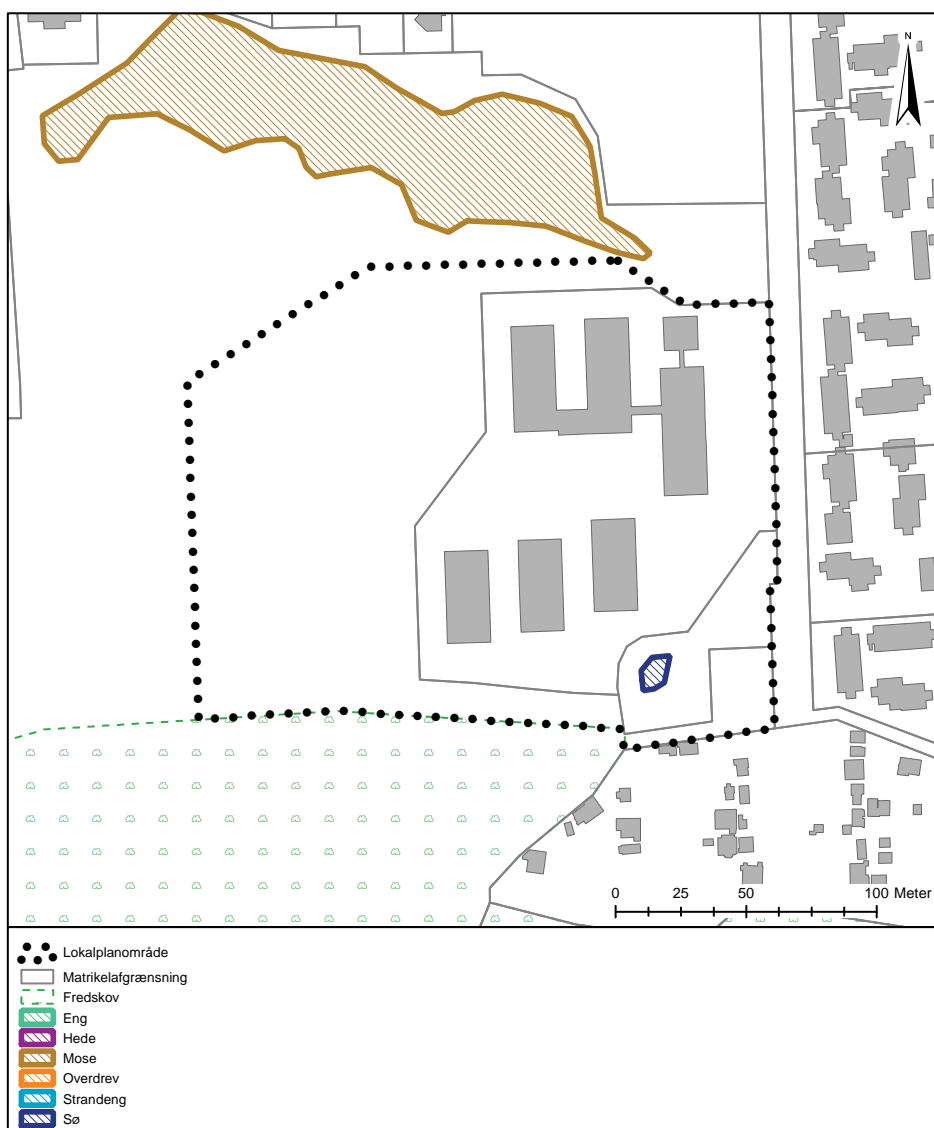 N
0 25 50 100 Meter
Lokalplanområde
Matrikelafgrænsning
Fredskov
Eng
Hede
Mose
Overdrev
Strandeng
Sø